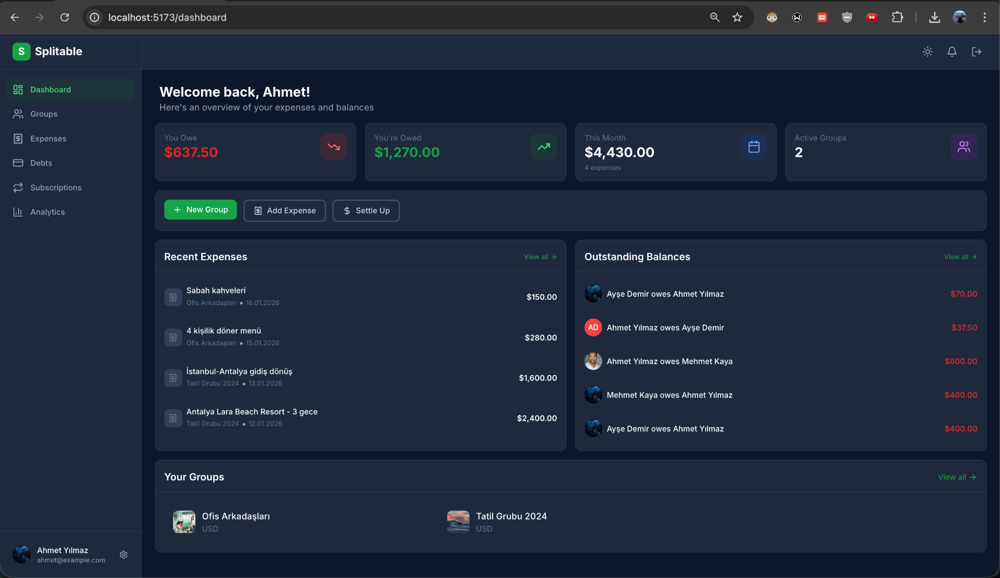 localhost:5173/dashboard
S Splitable
Dashboard
Groups
Expenses
Debts
Subscriptions
Analytics
Welcome back, Ahmet!
Here's an overview of your expenses and balances
You Owe
$637.50
You're Owed
$1,270.00
This Month
$4,430.00
4 expenses
Active Groups
2
New Group
Add Expense
$ Settle Up
Recent Expenses
View all →
Sabah kahveleri
Ofis Arkadaşları • 16.01.2026
$150.00
4 kişilik döner menü
Ofis Arkadaşları • 15.01.2026
$280.00
İstanbul-Antalya gidiş dönüş
Tatil Grubu 2024 • 13.01.2026
$1,600.00
Antalya Lara Beach Resort - 3 gece
Tatil Grubu 2024 • 12.01.2026
$2,400.00
Outstanding Balances
View all →
Ayşe Demir owes Ahmet Yılmaz
$70.00
AD
Ahmet Yılmaz owes Ayşe Demir
$37.50
Ahmet Yılmaz owes Mehmet Kaya
$600.00
Mehmet Kaya owes Ahmet Yılmaz
$400.00
Ayşe Demir owes Ahmet Yılmaz
$400.00
Your Groups
View all →
Ofis Arkadaşları
USD
Tatil Grubu 2024
USD
Ahmet Yılmaz
ahmet@example.com